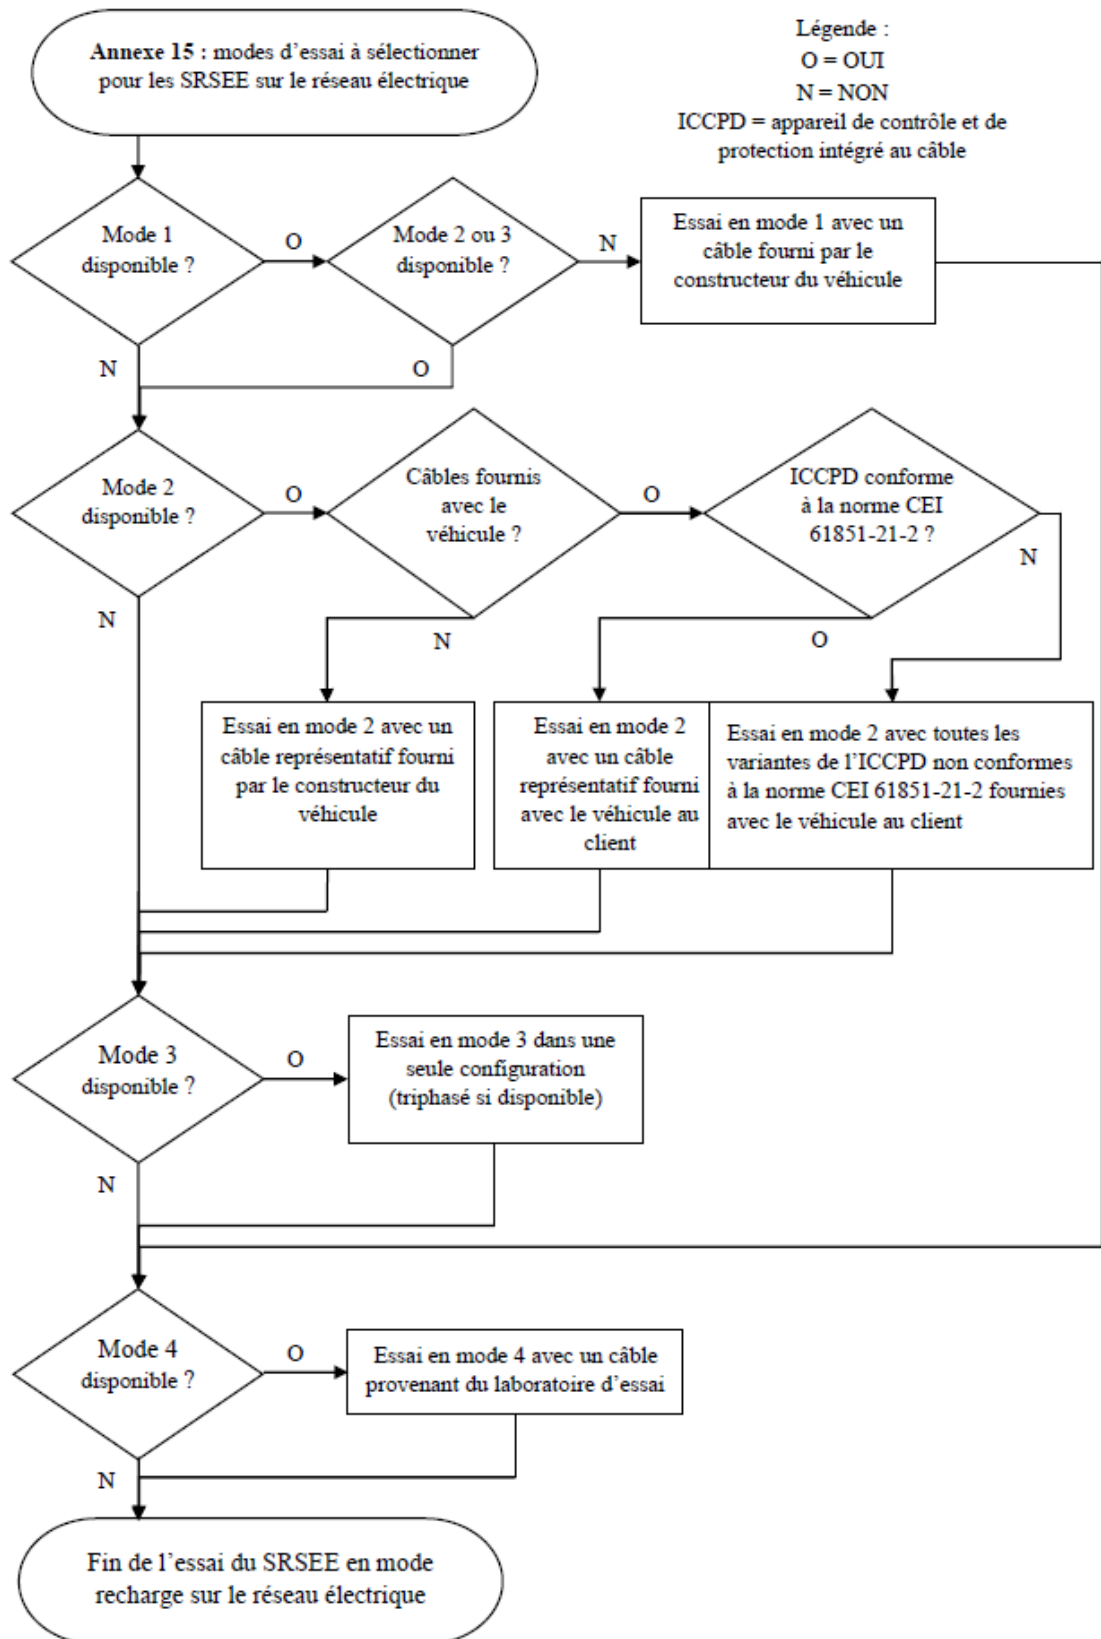 Annexe 15 : modes d'essai à sélectionner
pour les SRSEE sur le réseau électrique
Légende :
O = OUI
N = NON
ICCPD = appareil de contrôle et de
protection intégré au câble
Mode 1
disponible ?
O
Mode 2 ou 3
disponible ?
N
Essai en mode 1 avec un
câble fourni par le
constructeur du véhicule
N
O
Mode 2
disponible ?
O
Câbles fournis
avec le
véhicule ?
O
ICCPD conforme
à la norme CEI
61851-21-2 ?
N
N
N
O
Essai en mode 2 avec un
câble représentatif fourni
par le constructeur du
véhicule
Essai en mode 2
avec un câble
représentatif fourni
avec le véhicule au
client
Essai en mode 2 avec toutes les
variantes de l'ICCPD non conformes
à la norme CEI 61851-21-2 fournies
avec le véhicule au client
Mode 3
disponible ?
O
Essai en mode 3 dans une
seule configuration
(triphasé si disponible)
N
Mode 4
disponible ?
O
Essai en mode 4 avec un câble
provenant du laboratoire d'essai
N
Fin de l'essai du SRSEE en mode
recharge sur le réseau électrique